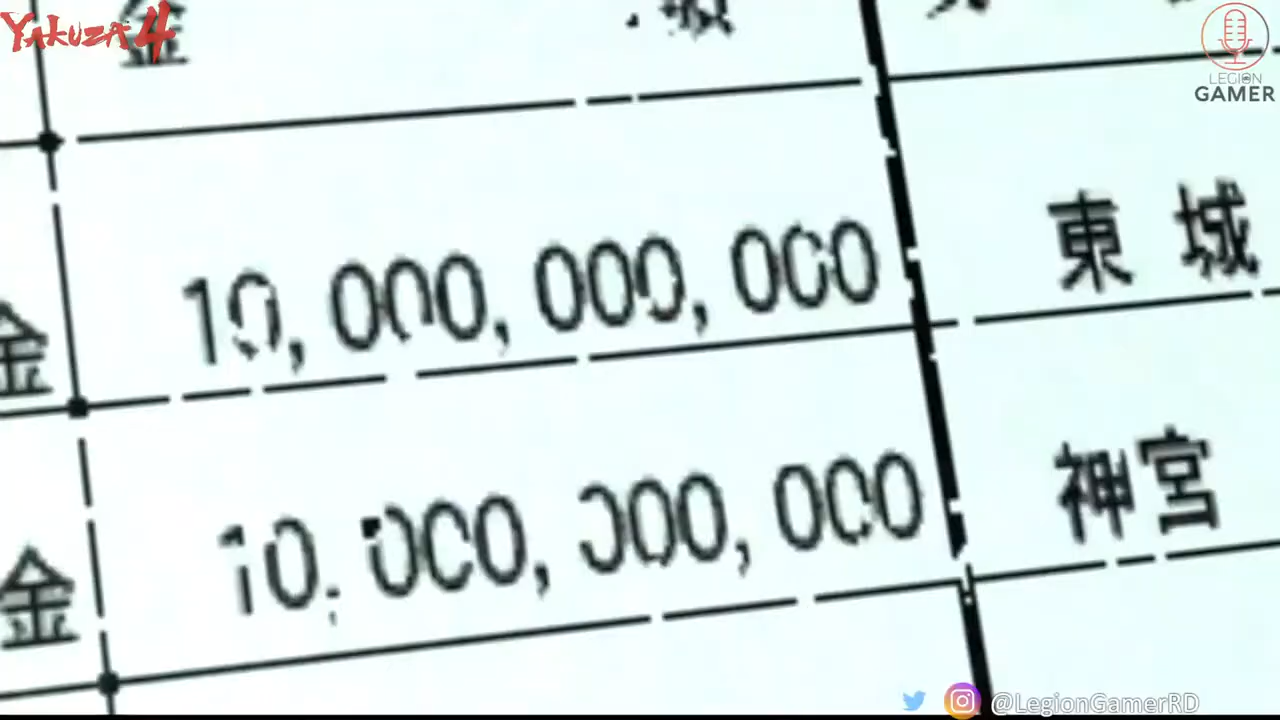 YAKUZA 4
金
LEGION
GAMER
10,000,000,000
東城
金
10,000,000,000
神宮
金
@LegionGamerRD